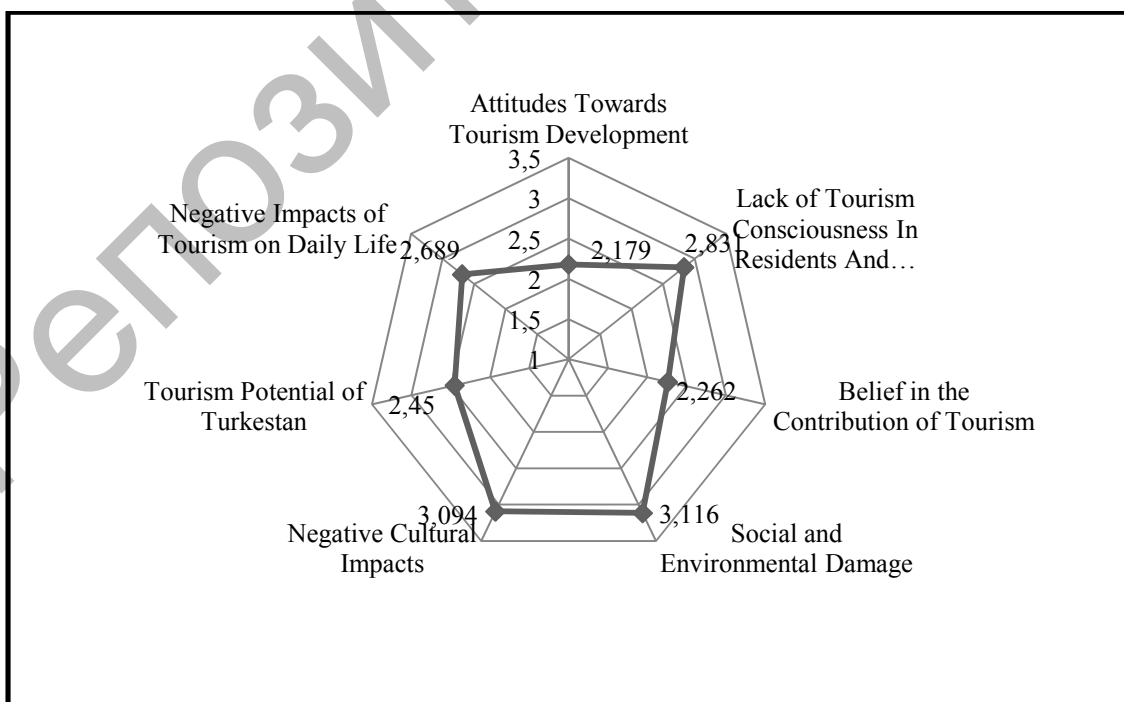 Репози
Attitudes Towards
Tourism Development
3,5
3
2,5
2
1,5
1
2,179
Lack of Tourism
Consciousness In
Residents And…
2,831
Belief in the
Contribution of Tourism
2,262
Social and
Environmental Damage
3,116
Negative Cultural
Impacts
3,094
Tourism Potential of
Turkestan
2,45
Negative Impacts of
Tourism on Daily Life
2,689